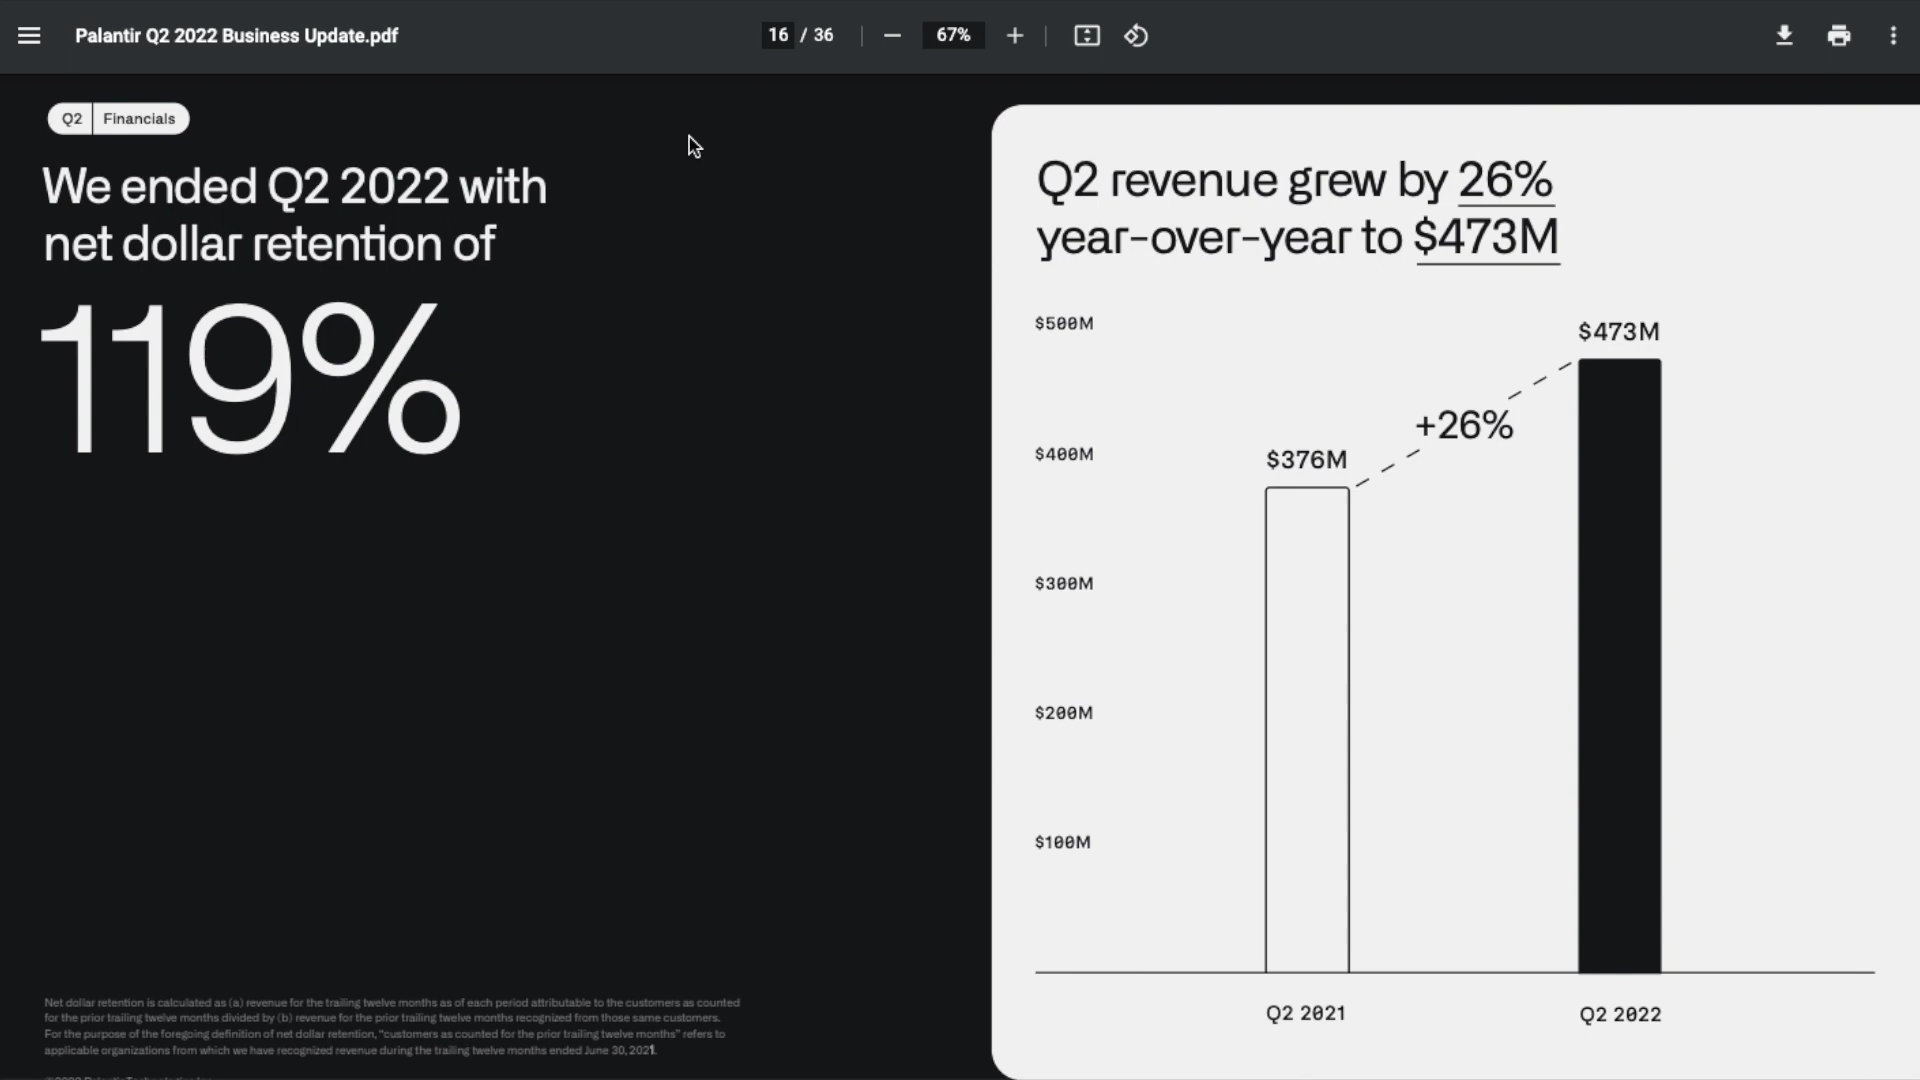 Palantir Q2 2022 Business Update.pdf
16 / 36
67%
Q2 Financials
We ended Q2 2022 with
net dollar retention of
119%
Net dollar retention is calculated as (a) revenue for the trailing twelve months as of each period attributable to the customers as counted
for the prior trailing twelve months divided by (b) revenue for the prior trailing twelve months recognized from those same customers.
For the purpose of the foregoing definition of net dollar retention, “customers as counted for the prior trailing twelve months” refers to
applicable organizations from which we have recognized revenue during the trailing twelve months ended June 30, 2021.
Q2 revenue grew by 26%
year-over-year to $473M
$500M
$473M
+26%
$400M
$376M
$300M
$200M
$100M
Q2 2021
Q2 2022